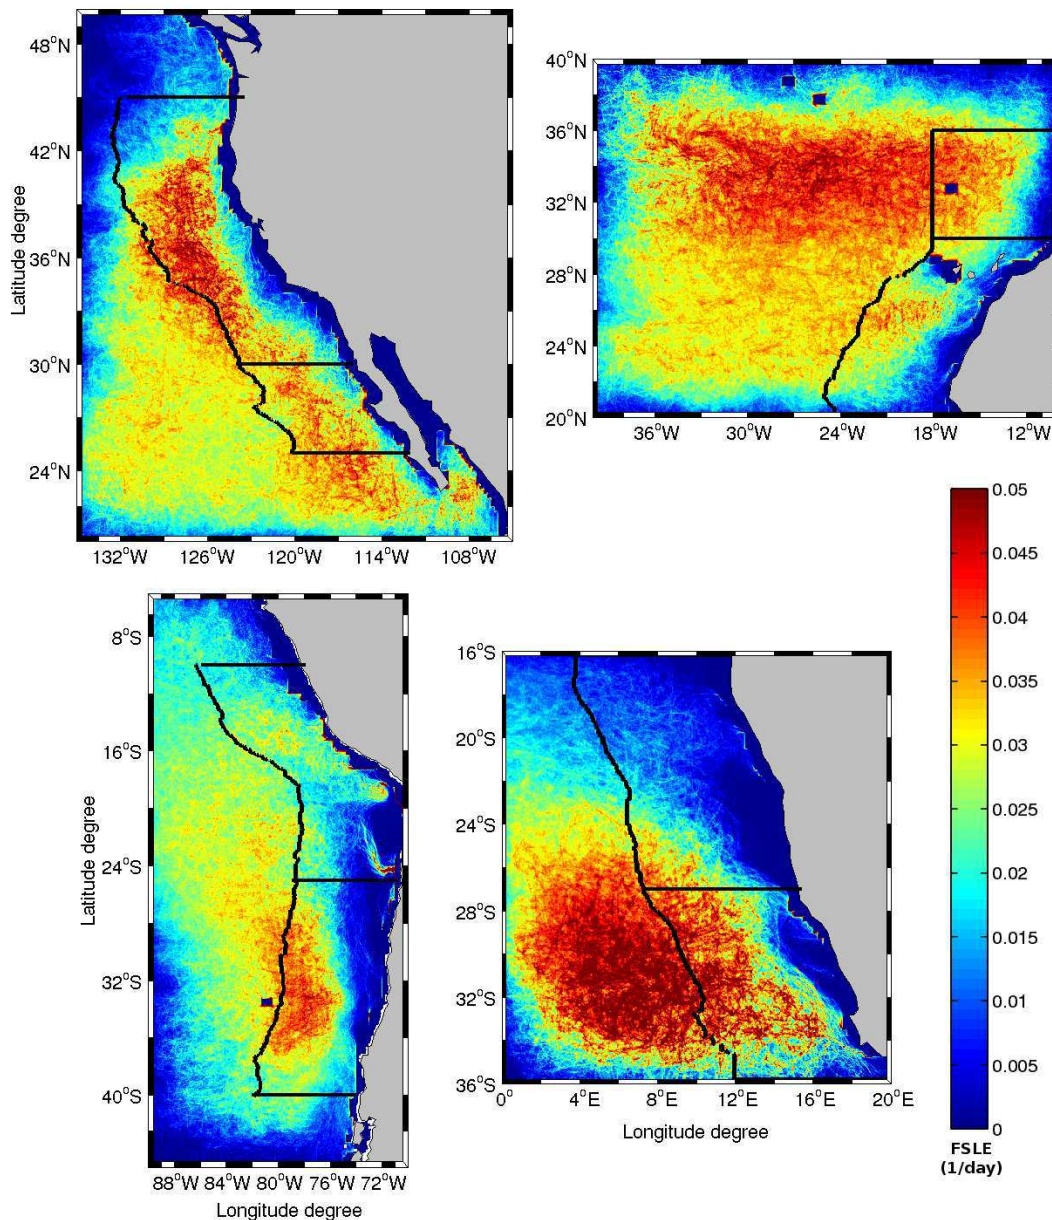 48°N
42°N
36°N
30°N
24°N
Latitude degree
132°W 126°W 120°W 114°W 108°W
40°N
36°N
32°N
28°N
24°N
20°N
36°W 30°W 24°W 18°W 12°W
8°S
16°S
24°S
32°S
40°S
Latitude degree
88°W 84°W 80°W 76°W 72°W
Longitude degree
16°S
20°S
24°S
28°S
32°S
36°S
0° 4°E 8°E 12°E 16°E 20°E
Longitude degree
0.05
0.045
0.04
0.035
0.03
0.025
0.02
0.015
0.01
0.005
0
FSLE
(1/day)